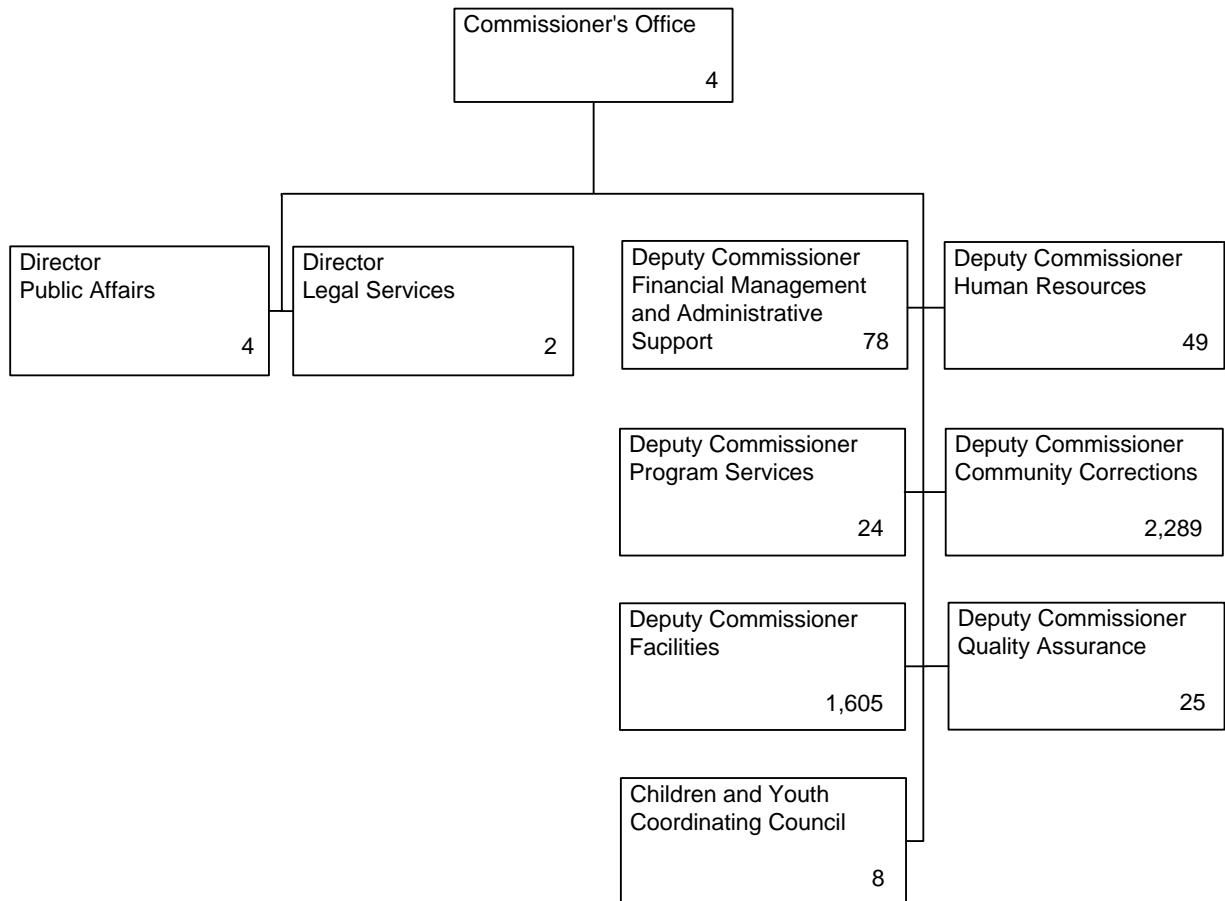 Commissioner's Office
4
Director
Public Affairs
4
Director
Legal Services
2
Deputy Commissioner
Financial Management
and Administrative
Support
78
Deputy Commissioner
Human Resources
49
Deputy Commissioner
Program Services
24
Deputy Commissioner
Community Corrections
2,289
Deputy Commissioner
Facilities
1,605
Deputy Commissioner
Quality Assurance
25
Children and Youth
Coordinating Council
8